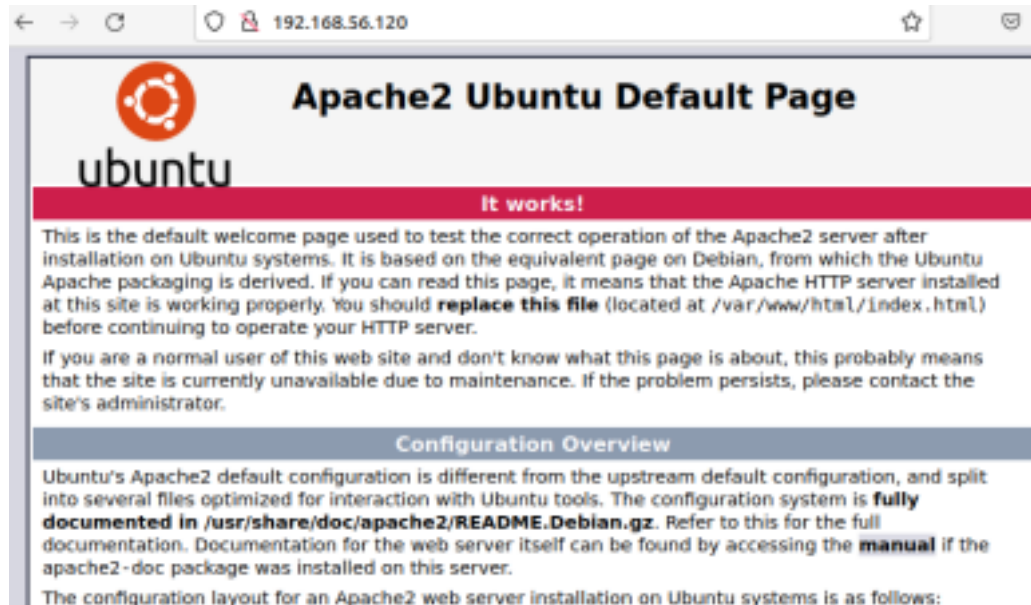 192.168.56.120
Apache2 Ubuntu Default Page
ubuntu
It works!
This is the default welcome page used to test the correct operation of the Apache2 server after
installation on Ubuntu systems. It is based on the equivalent page on Debian, from which the Ubuntu
Apache packaging is derived. If you can read this page, it means that the Apache HTTP server installed
at this site is working properly. You should replace this file (located at /var/www/html/index.html)
before continuing to operate your HTTP server.
If you are a normal user of this web site and don't know what this page is about, this probably means
that the site is currently unavailable due to maintenance. If the problem persists, please contact the
site's administrator.
Configuration Overview
Ubuntu's Apache2 default configuration is different from the upstream default configuration, and split
into several files optimized for interaction with Ubuntu tools. The configuration system is fully
documented in /usr/share/doc/apache2/README.Debian.gz. Refer to this for the full
documentation. Documentation for the web server itself can be found by accessing the manual if the
apache2-doc package was installed on this server.
The configuration layout for an Apache2 web server installation on Ubuntu systems is as follows: